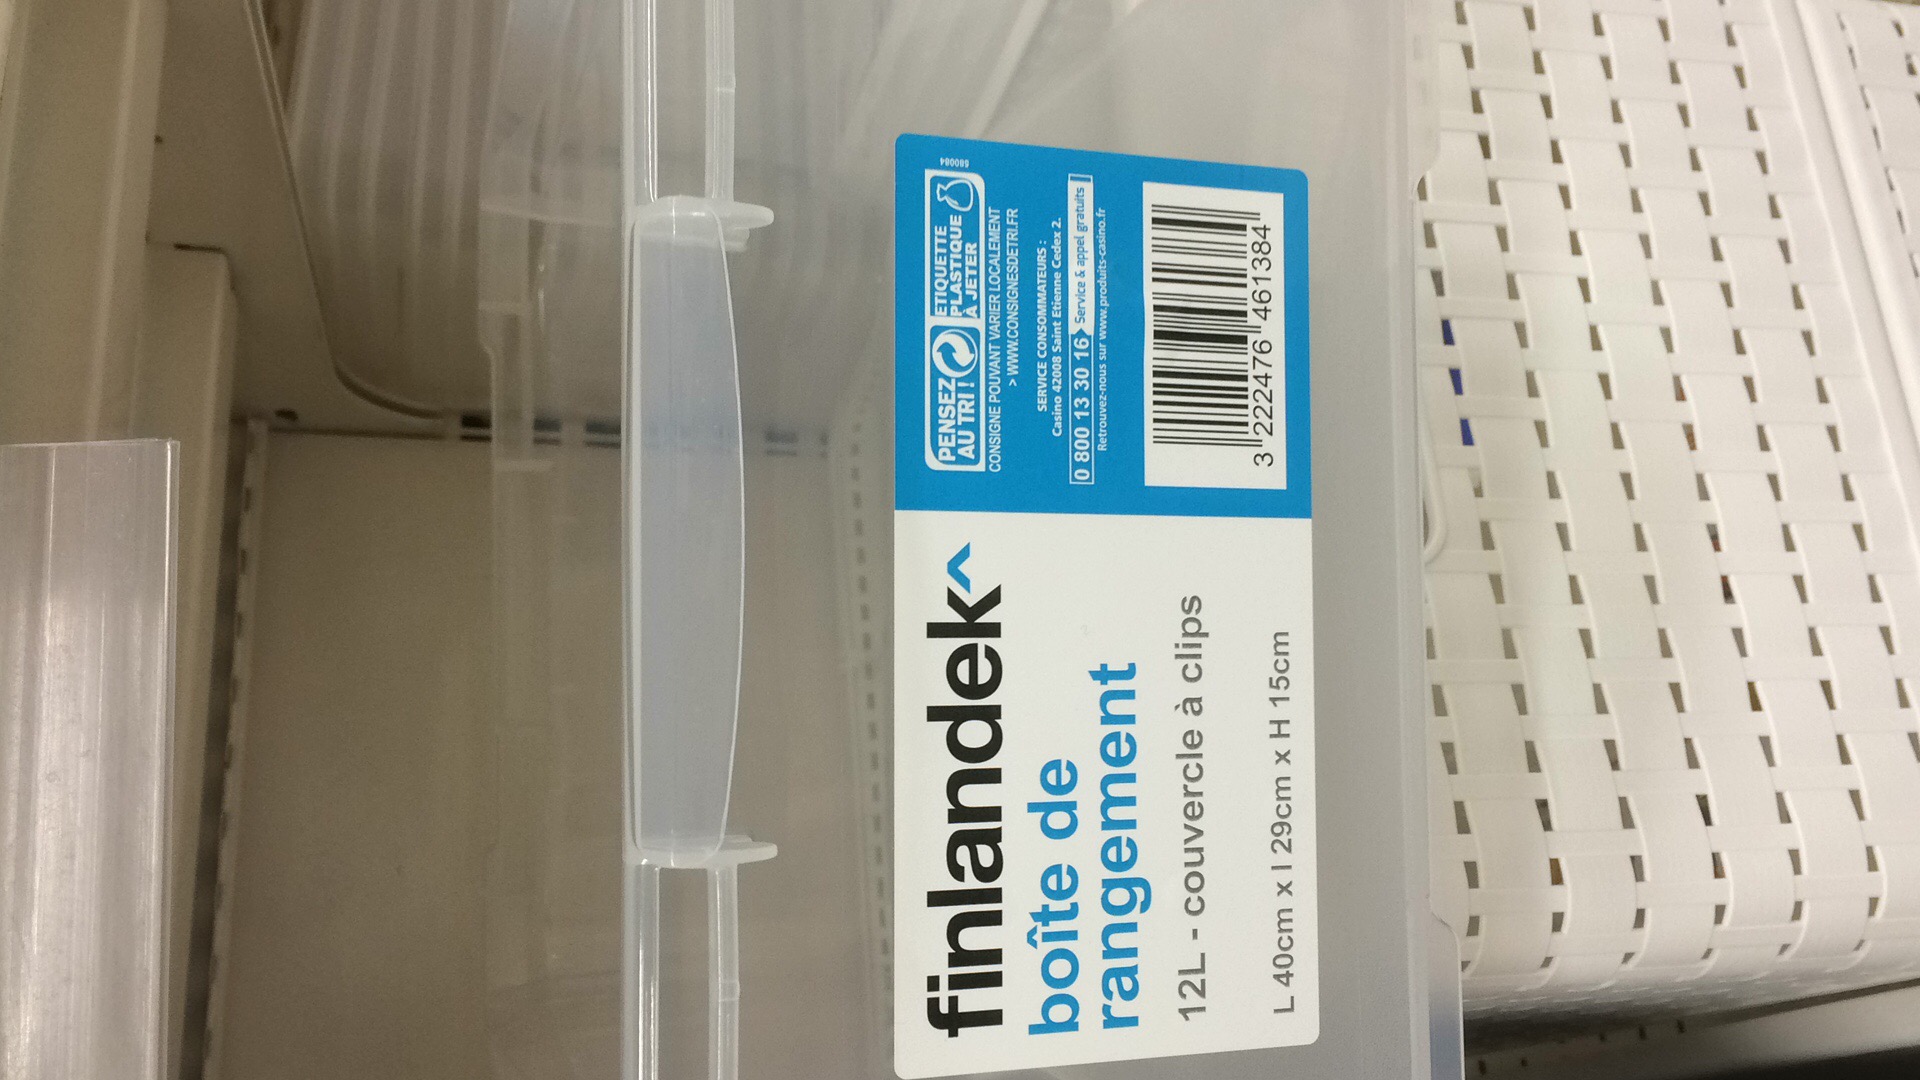 finlandek^
boîte de
rangement
12L - couvercle à clips
L 40cm x l 29cm x H 15cm
PENSEZ
AU TRI !
ETIQUETTE
PLASTIQUE
À JETER
680084
CONSIGNE POUVANT VARIER LOCALEMENT
> WWW.CONSIGNESDETRI.FR
SERVICE CONSOMMATEURS :
Casino 42008 Saint Etienne Cedex 2.
0 800 13 30 16 Service & appel gratuits
Retrouvez-nous sur www.produits-casino.fr
3 222476 461384